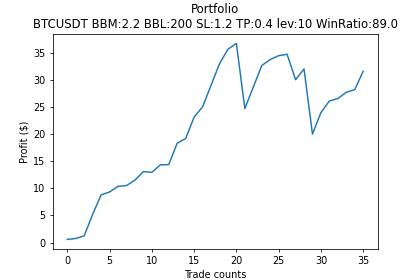 Portfolio
BTCUSDT BBM:2.2 BBL:200 SL:1.2 TP:0.4 lev:10 WinRatio:89.0
Profit ($)
35
30
25
20
15
10
5
0
0 5 10 15 20 25 30 35
Trade counts